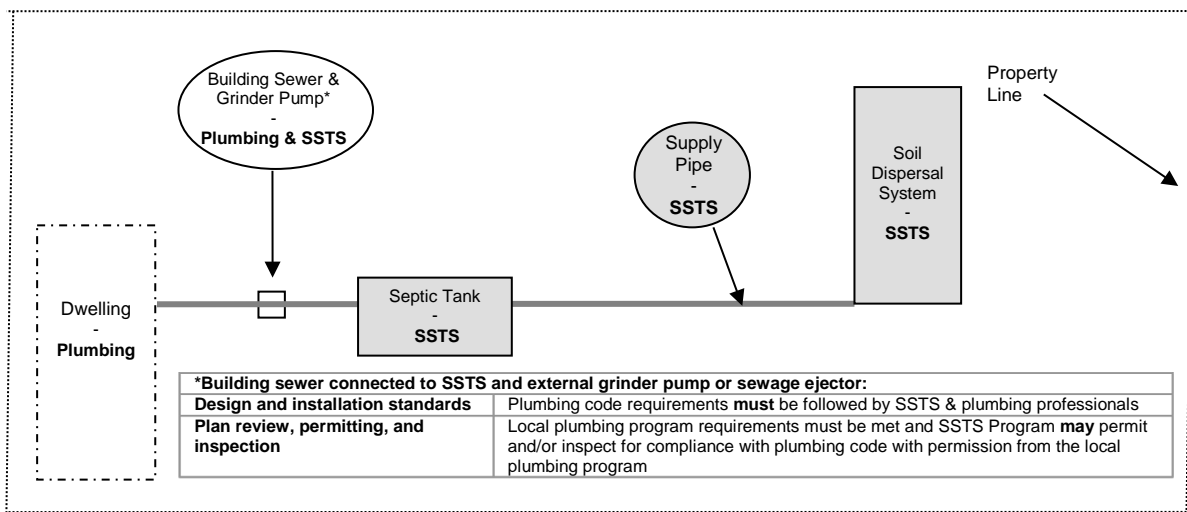 Building Sewer &
Grinder Pump*
-
Plumbing & SSTS
Property
Line
Supply
Pipe
-
SSTS
Soil
Dispersal
System
-
SSTS
Dwelling
-
Plumbing
Septic Tank
-
SSTS
*Building sewer connected to SSTS and external grinder pump or sewage ejector:
Design and installation standards Plumbing code requirements must be followed by SSTS & plumbing professionals
Plan review, permitting, and
inspection
Local plumbing program requirements must be met and SSTS Program may permit
and/or inspect for compliance with plumbing code with permission from the local
plumbing program